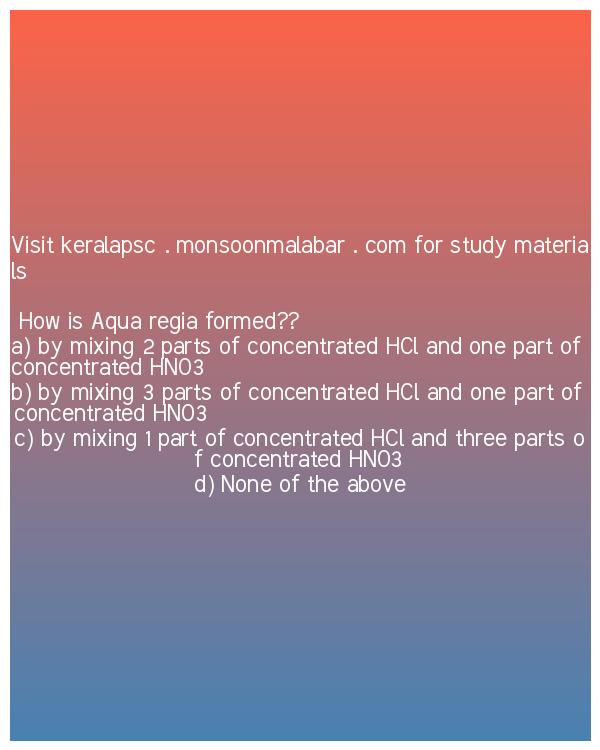 Visit keralapsc . monsoonmalabar . com for study materia
ls
How is Aqua regia formed??
a) by mixing 2 parts of concentrated HCl and one part of
concentrated HNO3
b) by mixing 3 parts of concentrated HCl and one part of
concentrated HNO3
c) by mixing 1 part of concentrated HCl and three parts o
f concentrated HNO3
d) None of the above